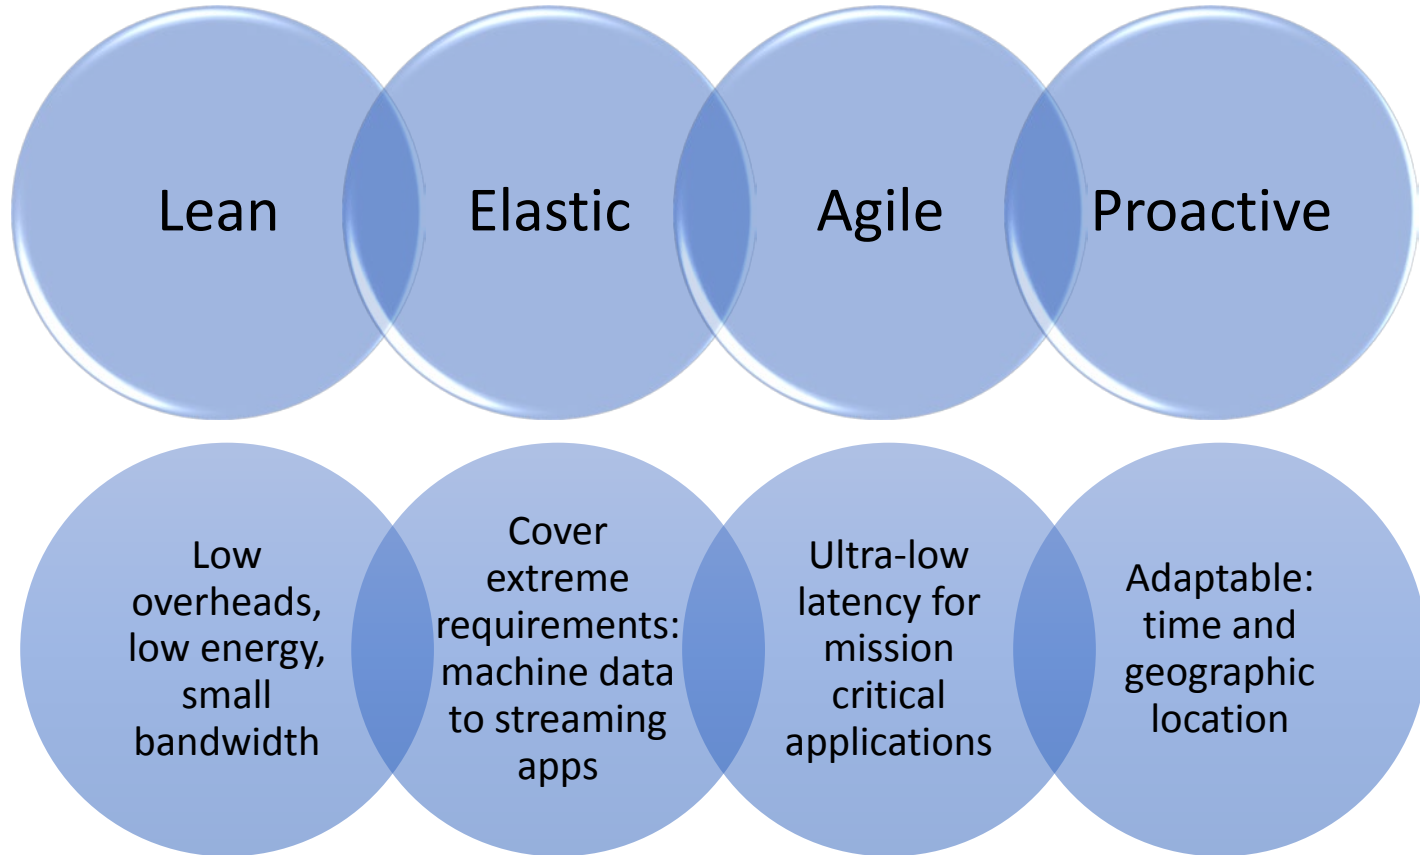 Lean
Elastic
Agile
Proactive
Low
overheads,
low energy,
small
bandwidth
Cover
extreme
requirements:
machine data
to streaming
apps
Ultra-low
latency for
mission
critical
applications
Adaptable:
time and
geographic
location